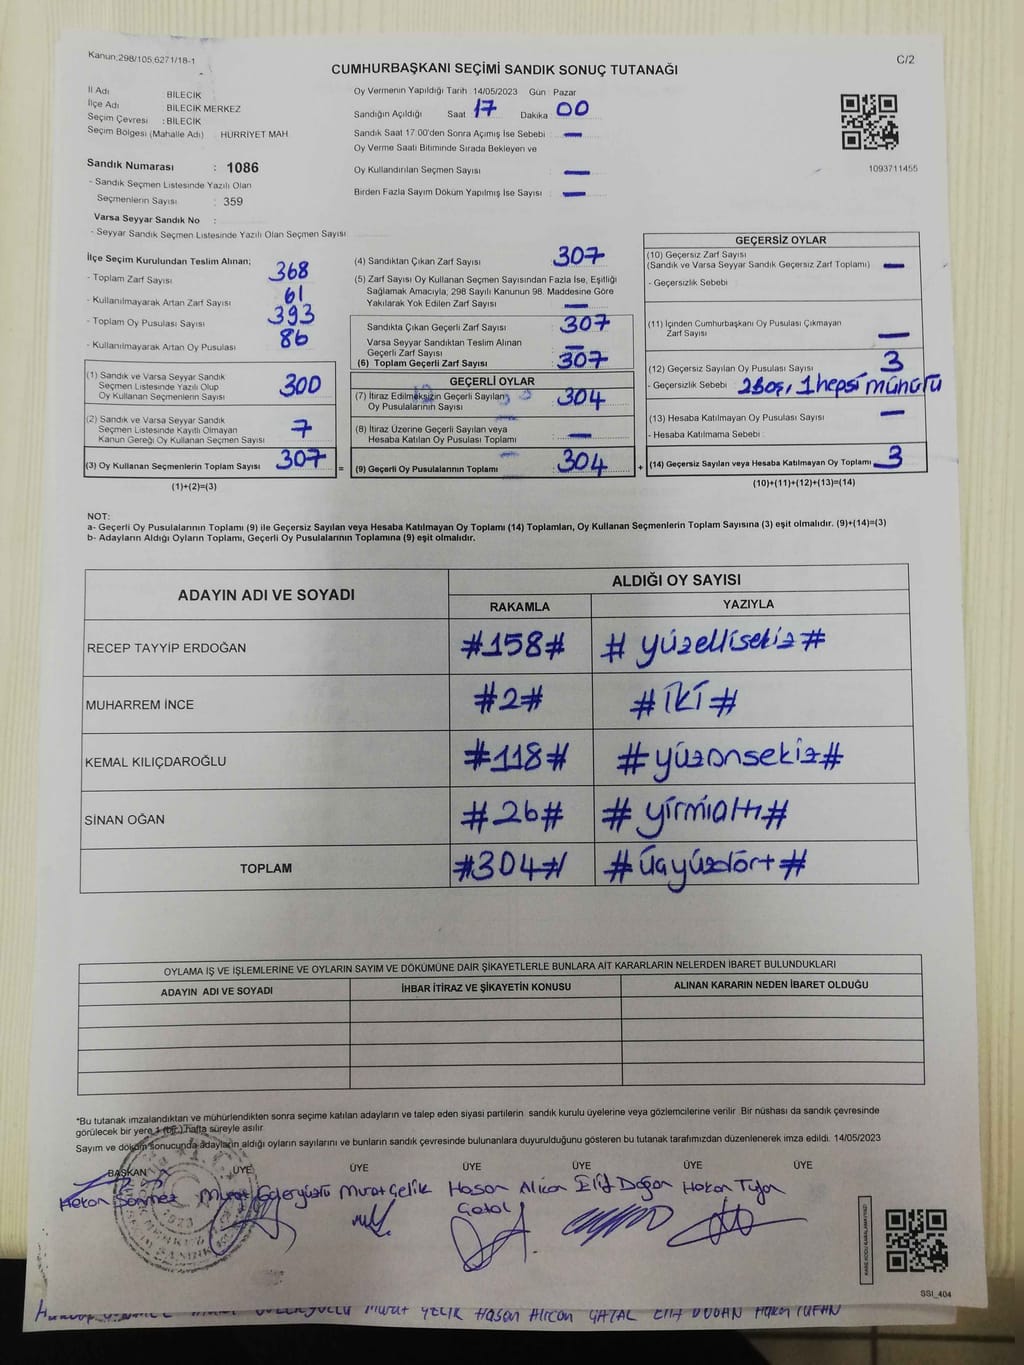 Kanun;298/105,6271/18-1
C/2
CUMHURBAŞKANI SEÇİMİ SANDIK SONUÇ TUTANAĞI
İl Adı BİLECİK
İlçe Adı BİLECİK MERKEZ
Seçim Çevresi : BİLECİK
Seçim Bölgesi (Mahalle Adı) HÜRRİYET MAH.
Sandık Numarası : 1086
- Sandık Seçmen Listesinde Yazılı Olan
Seçmenlerin Sayısı : 359
Varsa Seyyar Sandık No :
- Seyyar Sandık Seçmen Listesinde Yazılı Olan Seçmen Sayısı
Oy Vermenin Yapıldığı Tarih 14/05/2023 Gün Pazar
Sandığın Açıldığı Saat 17 Dakika 00
Sandık Saat 17:00'den Sonra Açılmış İse Sebebi : —
Oy Verme Saati Bitiminde Sırada Bekleyen ve
Oy Kullandırılan Seçmen Sayısı : —
Birden Fazla Sayım Döküm Yapılmış İse Sayısı : —
1093711455
İlçe Seçim Kurulundan Teslim Alınan;
- Toplam Zarf Sayısı 368
- Kullanılmayarak Artan Zarf Sayısı 61
- Toplam Oy Pusulası Sayısı 393
- Kullanılmayarak Artan Oy Pusulası 86
(1) Sandık ve Varsa Seyyar Sandık
Seçmen Listesinde Yazılı Olup
Oy Kullanan Seçmenlerin Sayısı 300
(2) Sandık ve Varsa Seyyar Sandık
Seçmen Listesinde Kayıtlı Olmayan
Kanun Gereği Oy Kullanan Seçmen Sayısı 7
(3) Oy Kullanan Seçmenlerin Toplam Sayısı 307
(1)+(2)=(3)
(4) Sandıktan Çıkan Zarf Sayısı 307
(5) Zarf Sayısı Oy Kullanan Seçmen Sayısından Fazla İse, Eşitliği
Sağlamak Amacıyla; 298 Sayılı Kanunun 98. Maddesine Göre
Yakılarak Yok Edilen Zarf Sayısı —
Sandıkta Çıkan Geçerli Zarf Sayısı : 307
Varsa Seyyar Sandıktan Teslim Alınan
Geçerli Zarf Sayısı : —
(6) Toplam Geçerli Zarf Sayısı : 307
GEÇERLİ OYLAR
(7) İtiraz Edilmeksizin Geçerli Sayılan
Oy Pusulalarının Sayısı : 304
(8) İtiraz Üzerine Geçerli Sayılan veya
Hesaba Katılan Oy Pusulası Toplamı : —
= (9) Geçerli Oy Pusulalarının Toplamı : 304 +
GEÇERSİZ OYLAR
(10) Geçersiz Zarf Sayısı
(Sandık ve Varsa Seyyar Sandık Geçersiz Zarf Toplamı) : —
- Geçersizlik Sebebi :
(11) İçinden Cumhurbaşkanı Oy Pusulası Çıkmayan
Zarf Sayısı : —
(12) Geçersiz Sayılan Oy Pusulası Sayısı : 3
- Geçersizlik Sebebi : 2 Boş, 1 hepsi mühürlü
(13) Hesaba Katılmayan Oy Pusulası Sayısı : —
- Hesaba Katılmama Sebebi :
(14) Geçersiz Sayılan veya Hesaba Katılmayan Oy Toplamı : 3
(10)+(11)+(12)+(13)=(14)
NOT:
a- Geçerli Oy Pusulalarının Toplamı (9) ile Geçersiz Sayılan veya Hesaba Katılmayan Oy Toplamı (14) Toplamları, Oy Kullanan Seçmenlerin Toplam Sayısına (3) eşit olmalıdır. (9)+(14)=(3)
b- Adayların Aldığı Oyların Toplamı, Geçerli Oy Pusulalarının Toplamına (9) eşit olmalıdır.
ADAYIN ADI VE SOYADI
ALDIĞI OY SAYISI
RAKAMLA YAZIYLA
RECEP TAYYİP ERDOĞAN #158# # yüzellisekiz #
MUHARREM İNCE #2# # İKİ #
KEMAL KILIÇDAROĞLU #118# # yüzonsekiz #
SİNAN OĞAN #26# # yirmialtı #
TOPLAM #304# # üçyüzdört #
OYLAMA İŞ VE İŞLEMLERİNE VE OYLARIN SAYIM VE DÖKÜMÜNE DAİR ŞİKAYETLERLE BUNLARA AİT KARARLARIN NELERDEN İBARET BULUNDUKLARI
ADAYIN ADI VE SOYADI İHBAR İTİRAZ VE ŞİKAYETİN KONUSU ALINAN KARARIN NEDEN İBARET OLDUĞU
*Bu tutanak imzalandıktan ve mühürlendikten sonra seçime katılan adayların ve talep eden siyasi partilerin sandık kurulu üyelerine veya gözlemcilerine verilir. Bir nüshası da sandık çevresinde
görülecek bir yere 1 (bir) hafta süreyle asılır.
Sayım ve döküm sonucunda adayların aldığı oyların sayılarını ve bunların sandık çevresinde bulunanlara duyurulduğunu gösteren bu tutanak tarafımızdan düzenlenerek imza edildi. 14/05/2023
BAŞKAN ÜYE ÜYE ÜYE ÜYE ÜYE ÜYE
Hakan Sönmez Murat Murat Çelik Hasan Alican Elif Doğan Hakan Tufan
Çatal
SSI_404
Murat ÇELİK Hasan Alican ÇATAL Elif DOĞAN Hakan TUFAN